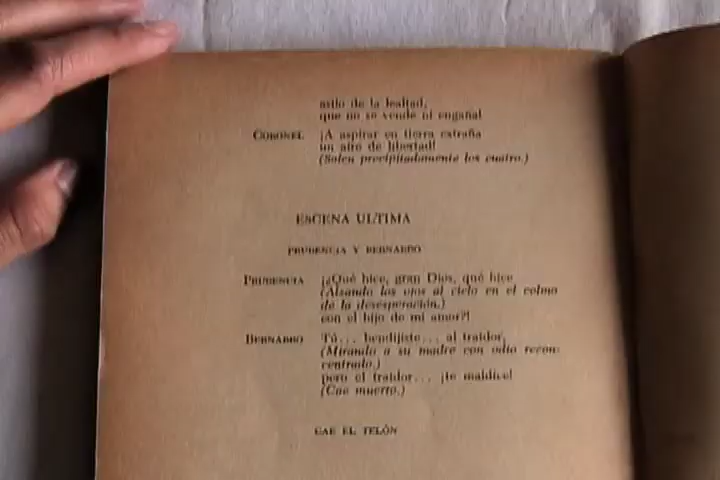 asilo de la lealtad,
que no se vende ni engaña!
CORONEL ¡A aspirar en tierra extraña
un aire de libertad!
(Salen precipitadamente los cuatro.)
ESCENA ULTIMA
PRUDENCIA Y BERNARDO
PRUDENCIA ¡¿Qué hice, gran Dios, qué hice
(Alzando los ojos al cielo en el colmo
de la desesperación.)
con el hijo de mi amor?!
BERNARDO Tú... bendijiste... al traidor,
(Mirando a su madre con odio recon-
centrado.)
pero el traidor... ¡te maldice!
(Cae muerto.)
CAE EL TELÓN